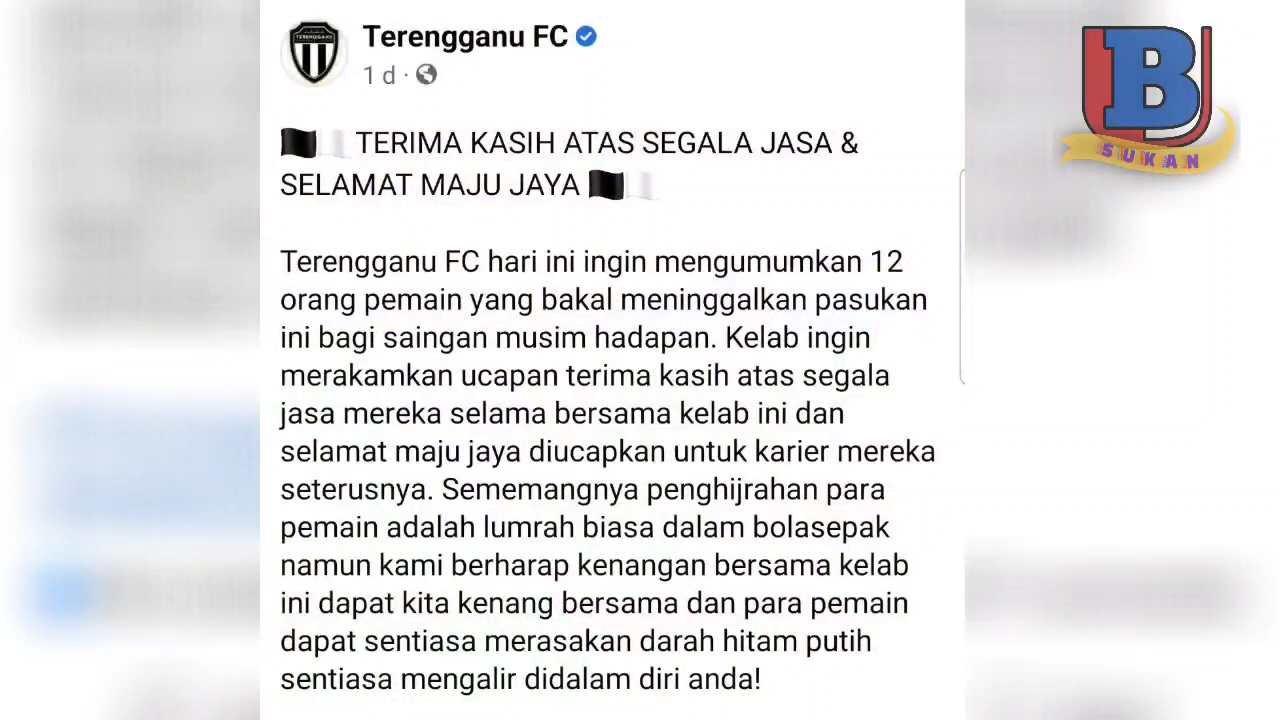 Terengganu FC
1 d ·
TERENGGANU
B
SUKAN
🏴🏳 TERIMA KASIH ATAS SEGALA JASA &
SELAMAT MAJU JAYA 🏴🏳
Terengganu FC hari ini ingin mengumumkan 12
orang pemain yang bakal meninggalkan pasukan
ini bagi saingan musim hadapan. Kelab ingin
merakamkan ucapan terima kasih atas segala
jasa mereka selama bersama kelab ini dan
selamat maju jaya diucapkan untuk karier mereka
seterusnya. Sememangnya penghijrahan para
pemain adalah lumrah biasa dalam bolasepak
namun kami berharap kenangan bersama kelab
ini dapat kita kenang bersama dan para pemain
dapat sentiasa merasakan darah hitam putih
sentiasa mengalir didalam diri anda!